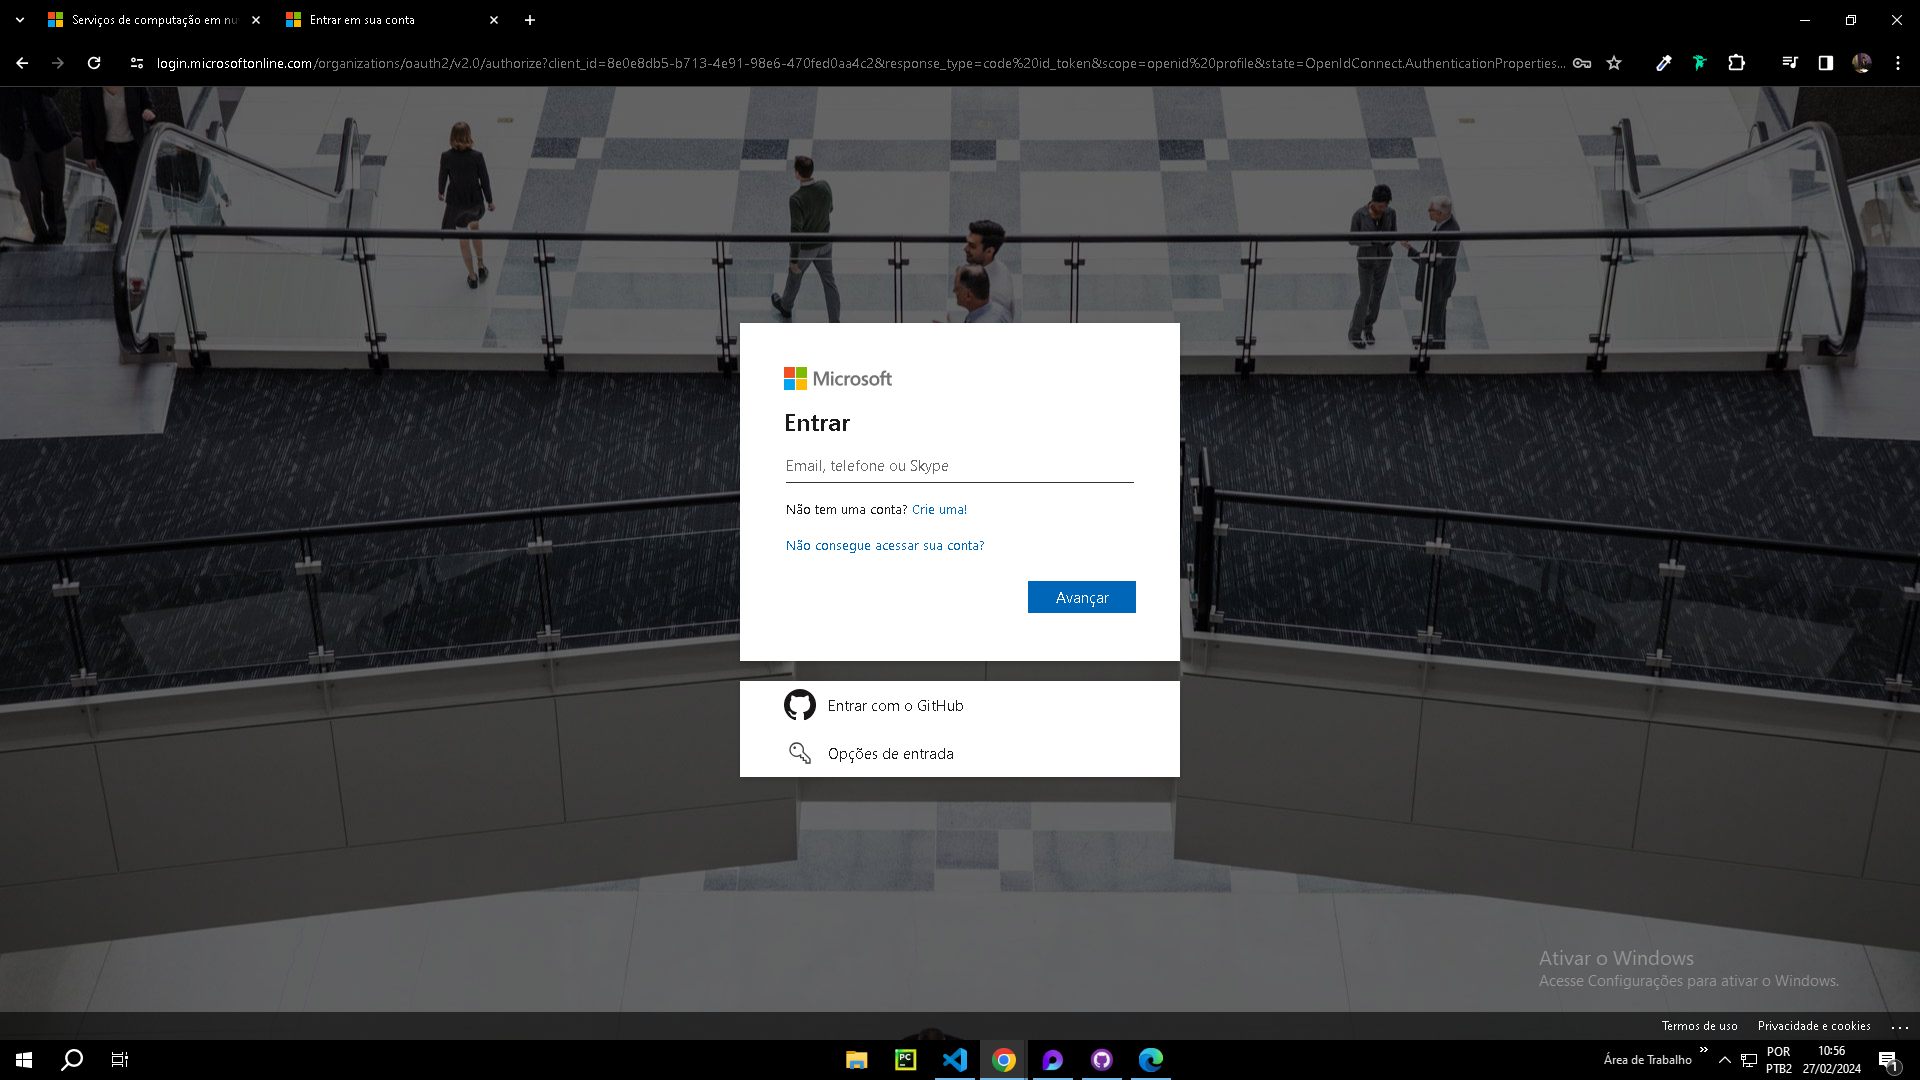 Serviços de computação em nu
Entrar em sua conta
login.microsoftonline.com/organizations/oauth2/v2.0/authorize?client_id=8e0e8db5-b713-4e91-98e6-470fed0aa4c2&response_type=code%20id_token&scope=openid%20profile&state=OpenIdConnect.AuthenticationProperties...
Microsoft
Entrar
Email, telefone ou Skype
Não tem uma conta? Crie uma!
Não consegue acessar sua conta?
Avançar
Entrar com o GitHub
Opções de entrada
Ativar o Windows
Acesse Configurações para ativar o Windows.
Termos de uso
Privacidade e cookies
...
PC
Área de Trabalho
POR
PTB2
10:56
27/02/2024
1